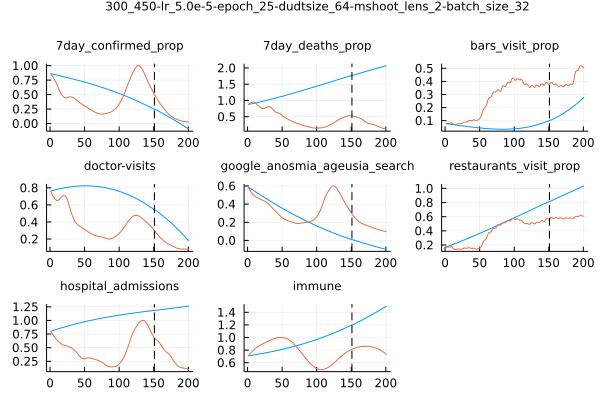 300_450-lr_5.0e-5-epoch_25-dudtsize_64-mshoot_lens_2-batch_size_32
7day_confirmed_prop
1.00
0.75
0.50
0.25
0.00
0 50 100 150 200
7day_deaths_prop
2.0
1.5
1.0
0.5
0 50 100 150 200
bars_visit_prop
0.5
0.4
0.3
0.2
0.1
0 50 100 150 200
doctor-visits
0.8
0.6
0.4
0.2
0 50 100 150 200
google_anosmia_ageusia_search
0.6
0.4
0.2
0.0
0 50 100 150 200
restaurants_visit_prop
1.0
0.8
0.6
0.4
0.2
0 50 100 150 200
hospital_admissions
1.25
1.00
0.75
0.50
0.25
0 50 100 150 200
immune
1.4
1.2
1.0
0.8
0.6
0 50 100 150 200